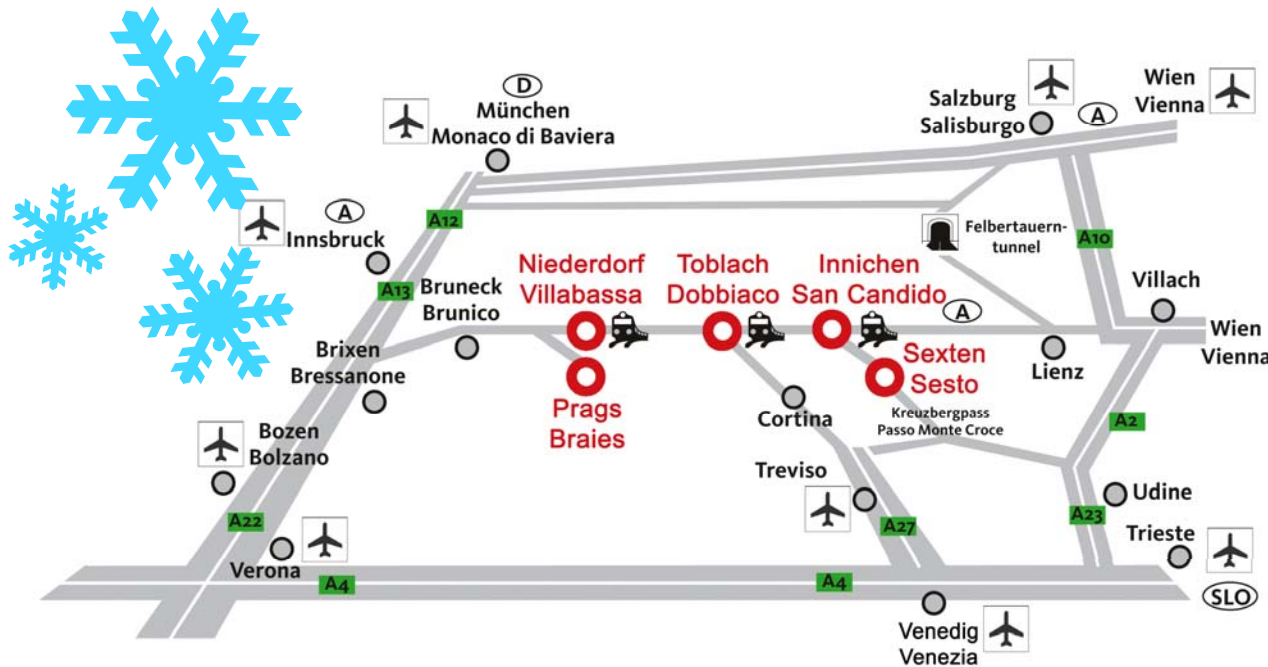 D
München
Monaco di Baviera
Salzburg
Salisburgo
A
Wien
Vienna
A
Innsbruck
A12
Felbertauern-
tunnel
A10
A13
Bruneck
Brunico
Niederdorf
Villabassa
Toblach
Dobbiaco
Innichen
San Candido
A
Villach
Wien
Vienna
Brixen
Bressanone
Prags
Braies
Sexten
Sesto
Lienz
Cortina
Kreuzbergpass
Passo Monte Croce
A2
Bozen
Bolzano
Treviso
Udine
A22
A27
A23
Trieste
Verona
A4
A4
SLO
Venedig
Venezia